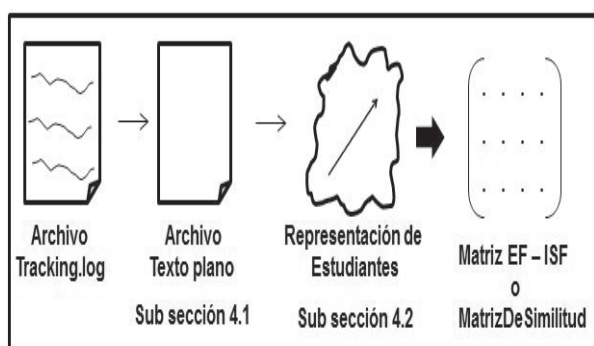 Archivo
Tracking.log
Archivo
Texto plano
Sub sección 4.1
Representación de
Estudiantes
Sub sección 4.2
Matriz EF – ISF
o
MatrizDeSimilitud